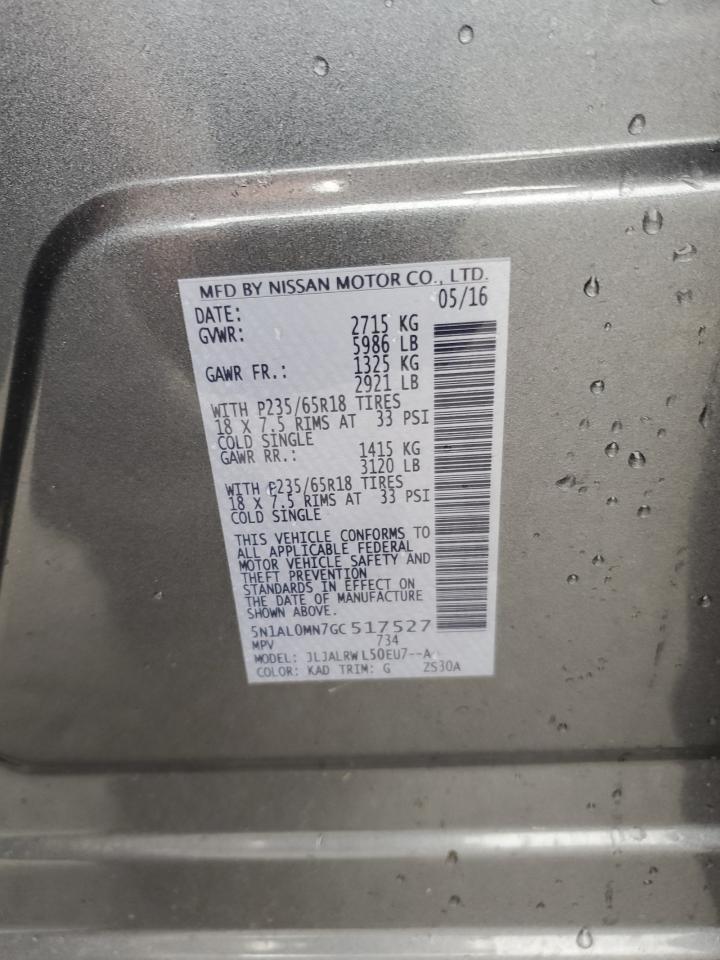 MFD BY NISSAN MOTOR CO., LTD.
DATE: 05/16
GVWR: 2715 KG
5986 LB
GAWR FR.: 1325 KG
2921 LB
WITH P235/65R18 TIRES
18 X 7.5 RIMS AT 33 PSI
COLD SINGLE
GAWR RR.: 1415 KG
3120 LB
WITH P235/65R18 TIRES
18 X 7.5 RIMS AT 33 PSI
COLD SINGLE
THIS VEHICLE CONFORMS TO
ALL APPLICABLE FEDERAL
MOTOR VEHICLE SAFETY AND
THEFT PREVENTION
STANDARDS IN EFFECT ON
THE DATE OF MANUFACTURE
SHOWN ABOVE.
5N1AL0MN7GC517527
MPV 734
MODEL: JLJALRW L50EU7--A
COLOR: KAD TRIM: G ZS30A